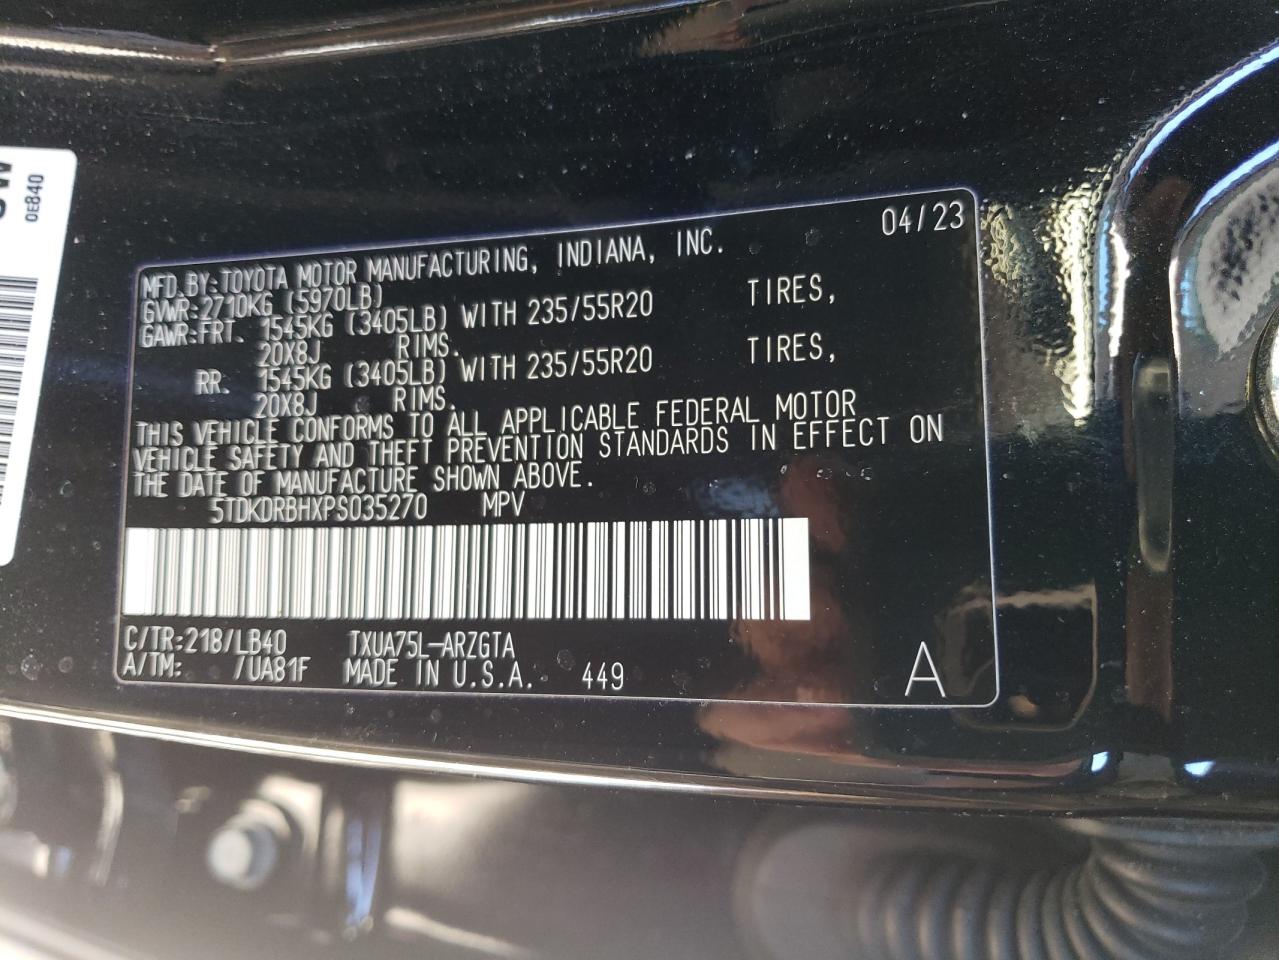 0E840
04/23
MFD.BY:TOYOTA MOTOR MANUFACTURING, INDIANA, INC.
GVWR:2710KG (5970LB)
GAWR:FRT. 1545KG (3405LB) WITH 235/55R20 TIRES,
20X8J RIMS.
RR. 1545KG (3405LB) WITH 235/55R20 TIRES,
20X8J RIMS.
THIS VEHICLE CONFORMS TO ALL APPLICABLE FEDERAL MOTOR
VEHICLE SAFETY AND THEFT PREVENTION STANDARDS IN EFFECT ON
THE DATE OF MANUFACTURE SHOWN ABOVE.
5TDKDRBHXPS035270 MPV
C/TR:218/LB40 TXUA75L-ARZGTA
A/TM: /UA81F MADE IN U.S.A. 449 A